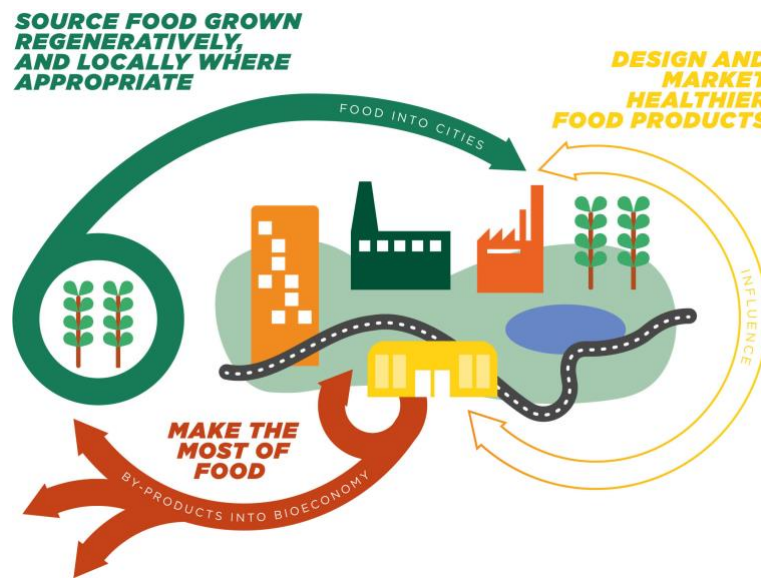 SOURCE FOOD GROWN
REGENERATIVELY,
AND LOCALLY WHERE
APPROPRIATE
FOOD INTO CITIES
DESIGN AND
MARKET
HEALTHIER
FOOD PRODUCTS
INFLUENCE
MAKE THE
MOST OF
FOOD
BY-PRODUCTS INTO BIOECONOMY